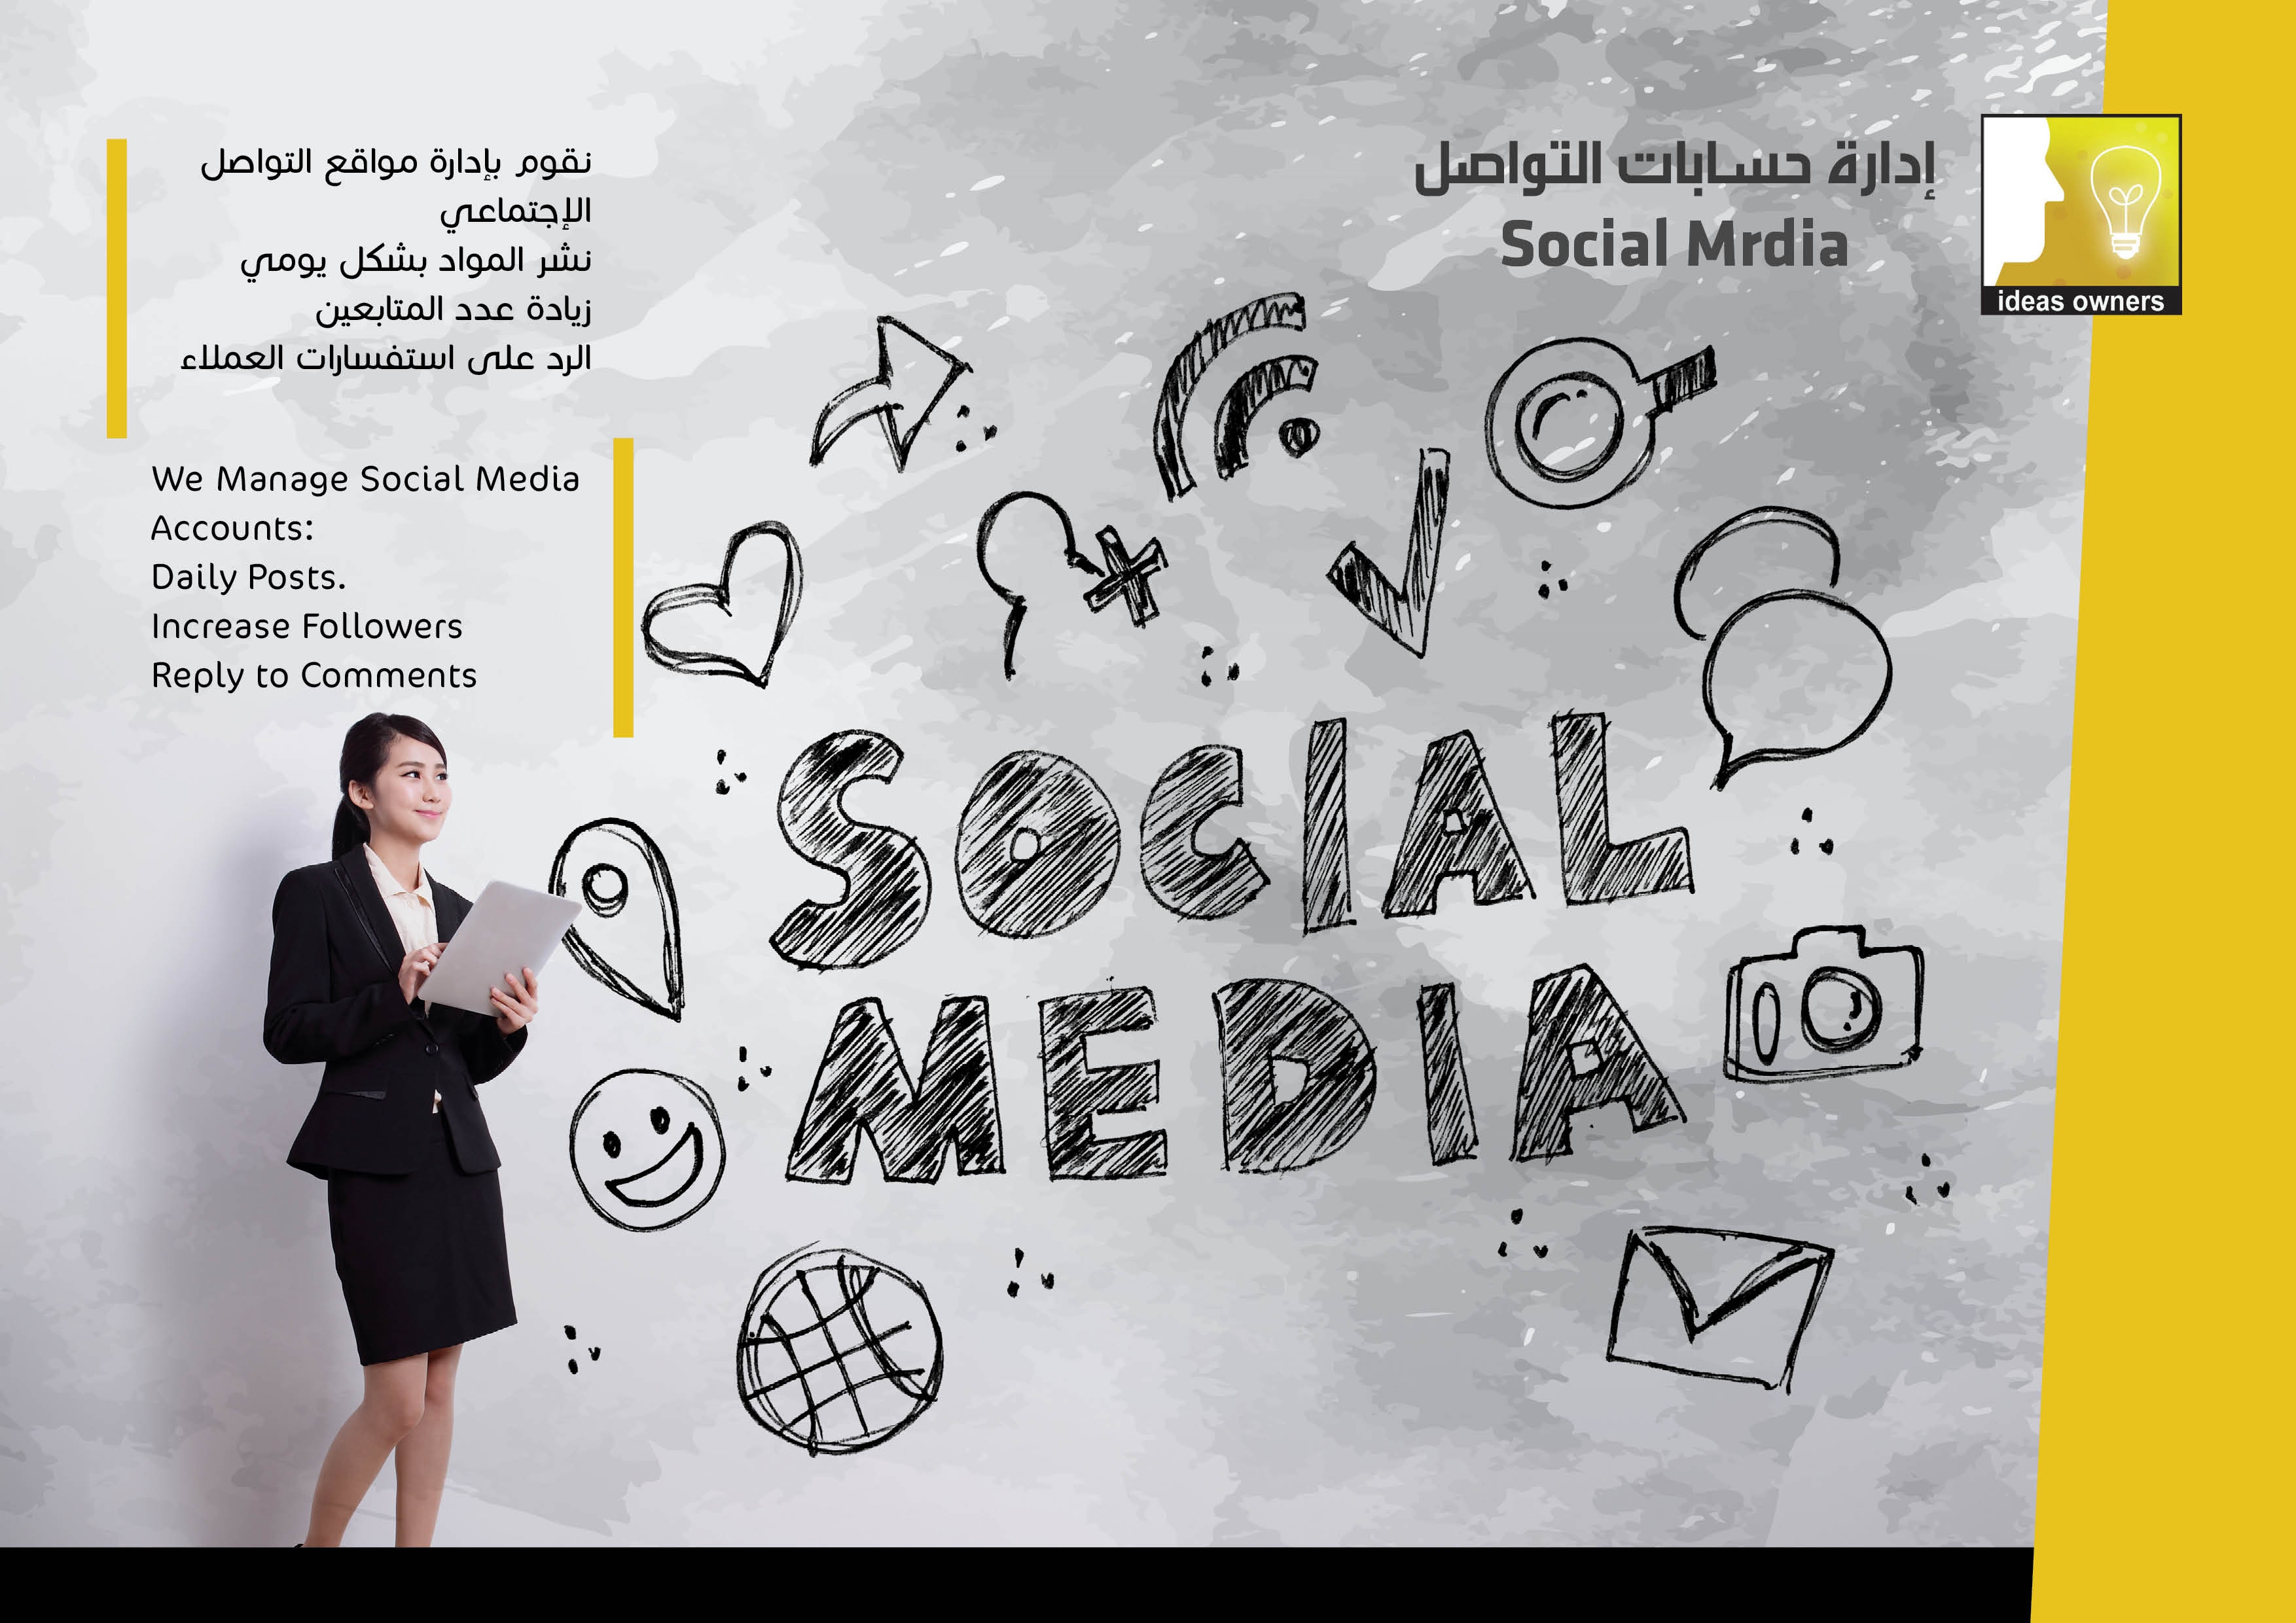 إدارة حسابات التواصل
Social Mrdia
ideas owners
نقوم بإدارة مواقع التواصل
الإجتماعي
نشر المواد بشكل يومي
زيادة عدد المتابعين
الرد على استفسارات العملاء
We Manage Social Media
Accounts:
Daily Posts.
Increase Followers
Reply to Comments
SOCIAL
MEDIA